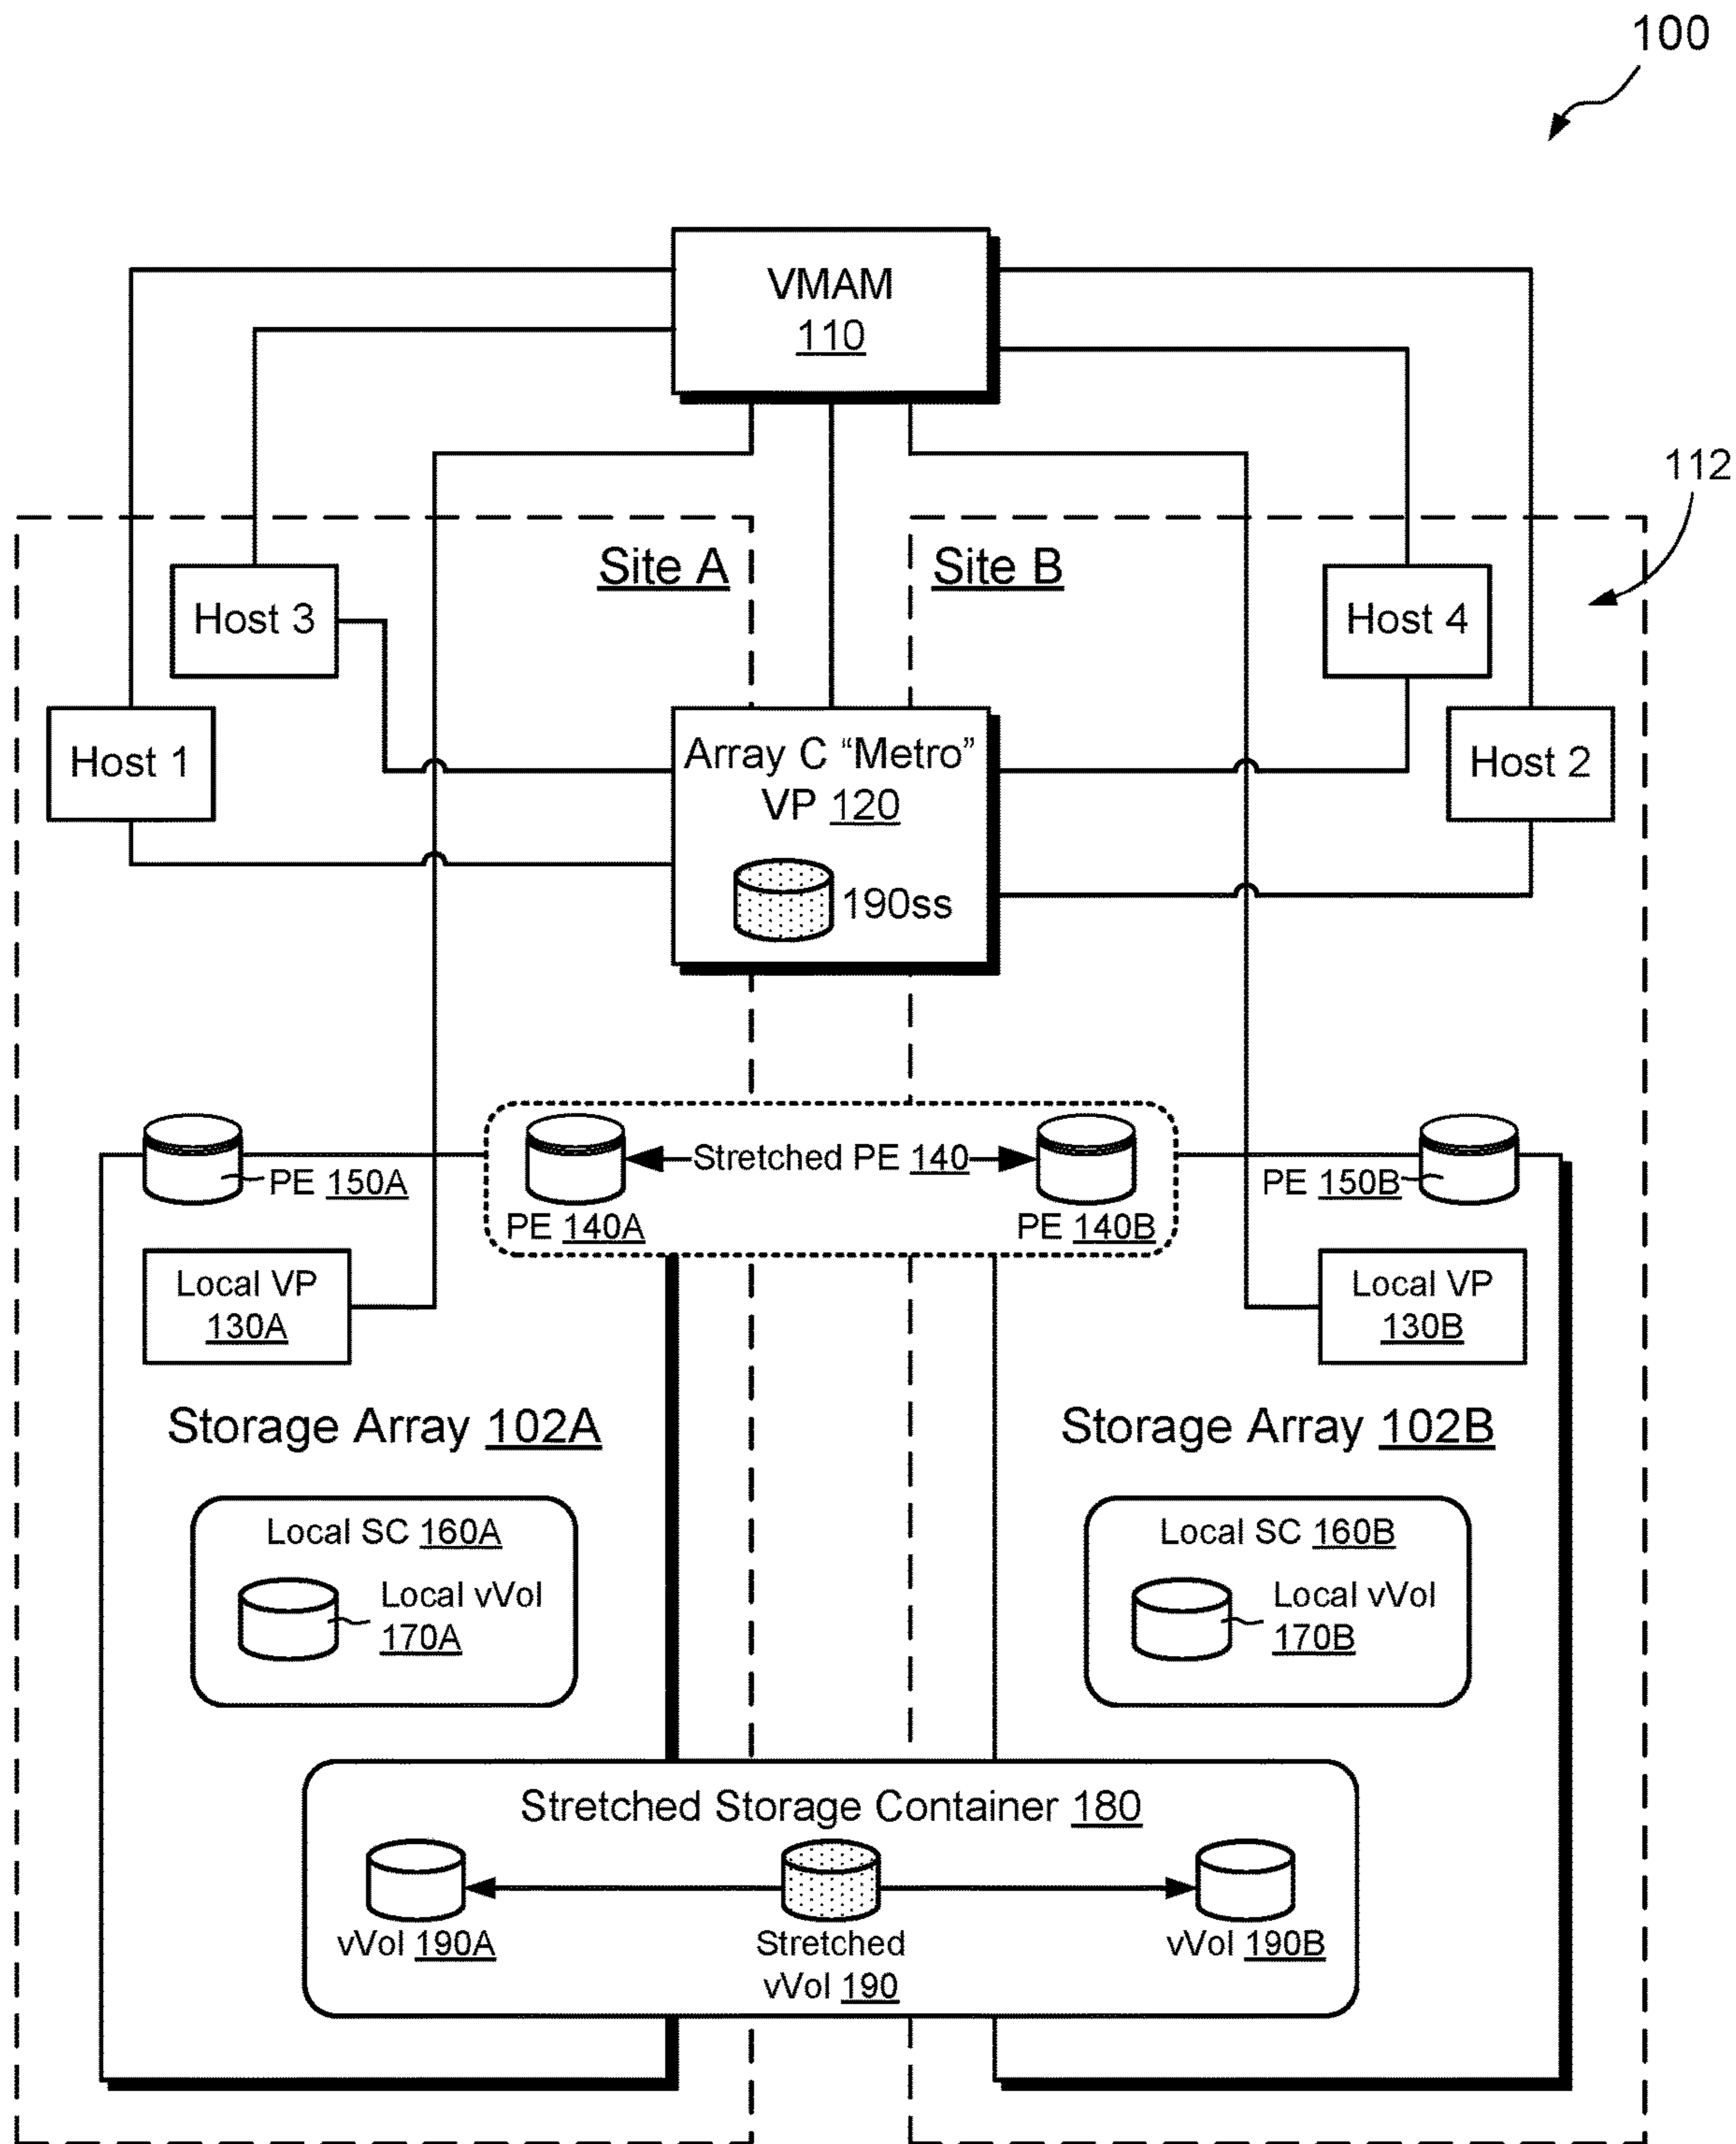 100
VMAM
110
112
Site A
Site B
Host 3
Host 4
Host 1
Array C “Metro”
VP 120
190ss
Host 2
PE 150A
Stretched PE 140
PE 150B
PE 140A
PE 140B
Local VP
130A
Local VP
130B
Storage Array 102A
Storage Array 102B
Local SC 160A
Local vVol
170A
Local SC 160B
Local vVol
170B
Stretched Storage Container 180
vVol 190A
Stretched
vVol 190
vVol 190B